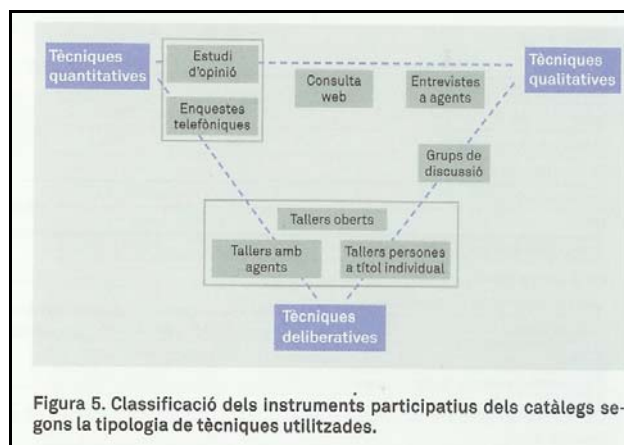 Tècniques
quantitatives
Estudi
d'opinió
Consulta
web
Entrevistes
a agents
Tècniques
qualitatives
Enquestes
telefòniques
Grups de
discussió
Tallers oberts
Tallers amb
agents
Tallers persones
a títol individual
Tècniques
deliberatives
Figura 5. Classificació dels instruments participatius dels catàlegs se-
gons la tipologia de tècniques utilitzades.